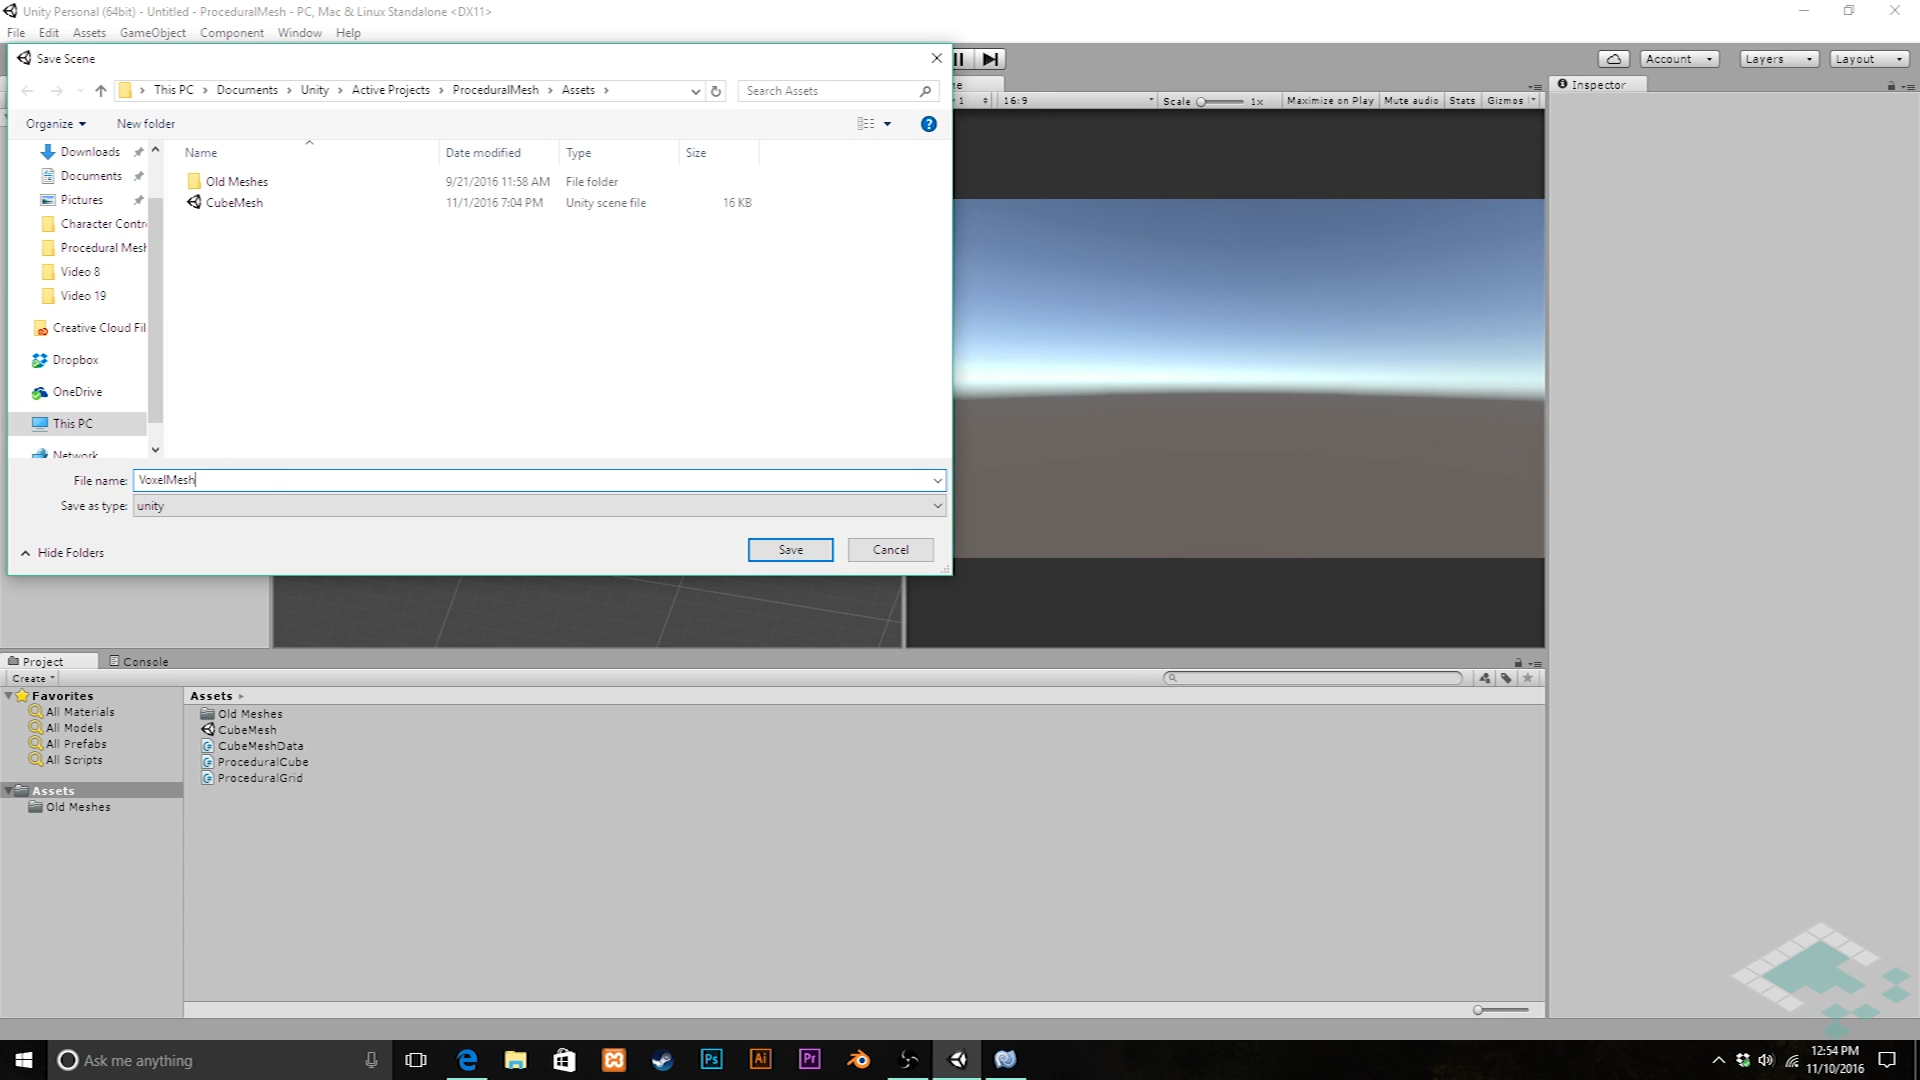 Unity Personal (64bit) - Untitled - ProceduralMesh - PC, Mac & Linux Standalone <DX11>
File Edit Assets GameObject Component Window Help
Save Scene
Account Layers Layout
This PC > Documents > Unity > Active Projects > ProceduralMesh > Assets >
Search Assets
Inspector
1 16:9 Scale 1x Maximize on Play Mute audio Stats Gizmos
Organize New folder
Name Date modified Type Size
Downloads
Documents
Pictures
Character Contr
Procedural Mesh
Video 8
Video 19
Creative Cloud Fil
Dropbox
OneDrive
This PC
Network
Old Meshes 9/21/2016 11:58 AM File folder
CubeMesh 11/1/2016 7:04 PM Unity scene file 16 KB
File name: VoxelMesh
Save as type: unity
Hide Folders
Save Cancel
Project Console
Create
Favorites
All Materials
All Models
All Prefabs
All Scripts
Assets
Old Meshes
Assets
Old Meshes
CubeMesh
CubeMeshData
ProceduralCube
ProceduralGrid
Ask me anything
Ps Ai Pr
12:54 PM
11/10/2016